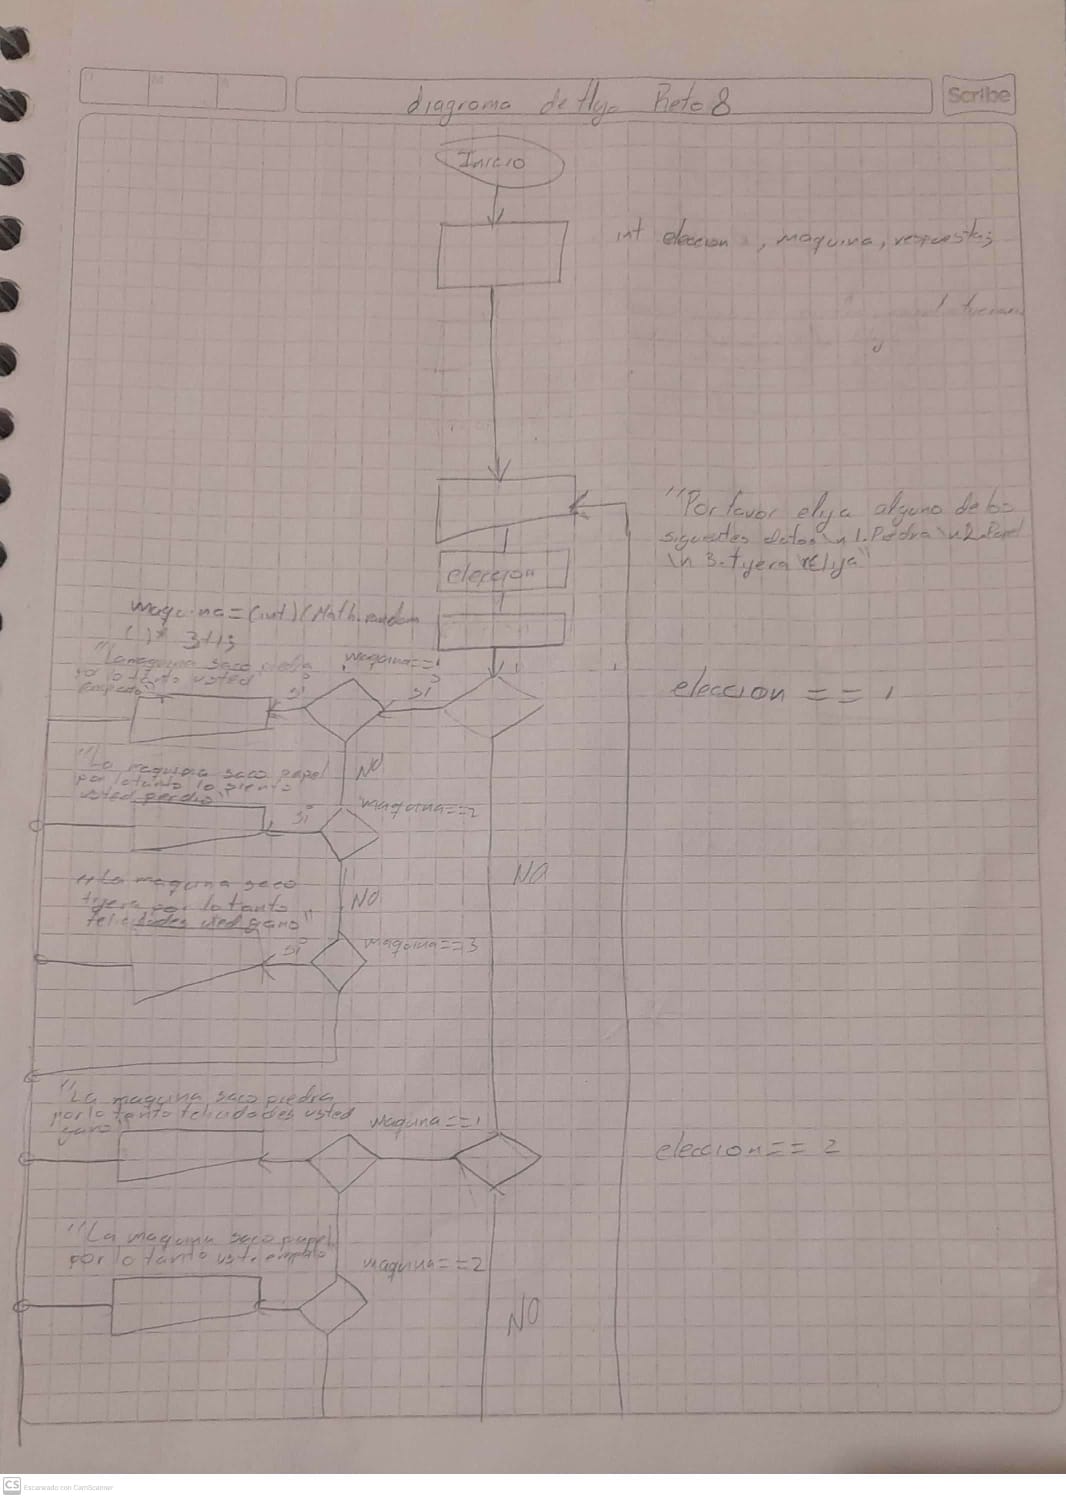 Scribe
diagrama de flujo Reto 8
Inicio
int eleccion , maquina, respuestas
"Por favor elija alguno de los
siguientes datos \n 1. Piedra \n 2. Papel
\n 3. tijera \n Elija"
eleccion
maquina = (int)(Math.random
( )* 3+1;
maquina==1
"La maquina saco piedra
por lo tanto usted
empato"
si
si
eleccion == 1
NO
"La maquina saco papel
por lo tanto lo siento
usted perdio"
maquina==2
si
NO
NO
"La maquina saco
tijera por lo tanto
felicidades usted gano"
maquina==3
si
"La maquina saco piedra
por lo tanto felicidades usted
gano"
maquina==1
eleccion== 2
"La maquina saco papel
por lo tanto usted empato
maquina==2
NO
CS Escaneado con CamScanner